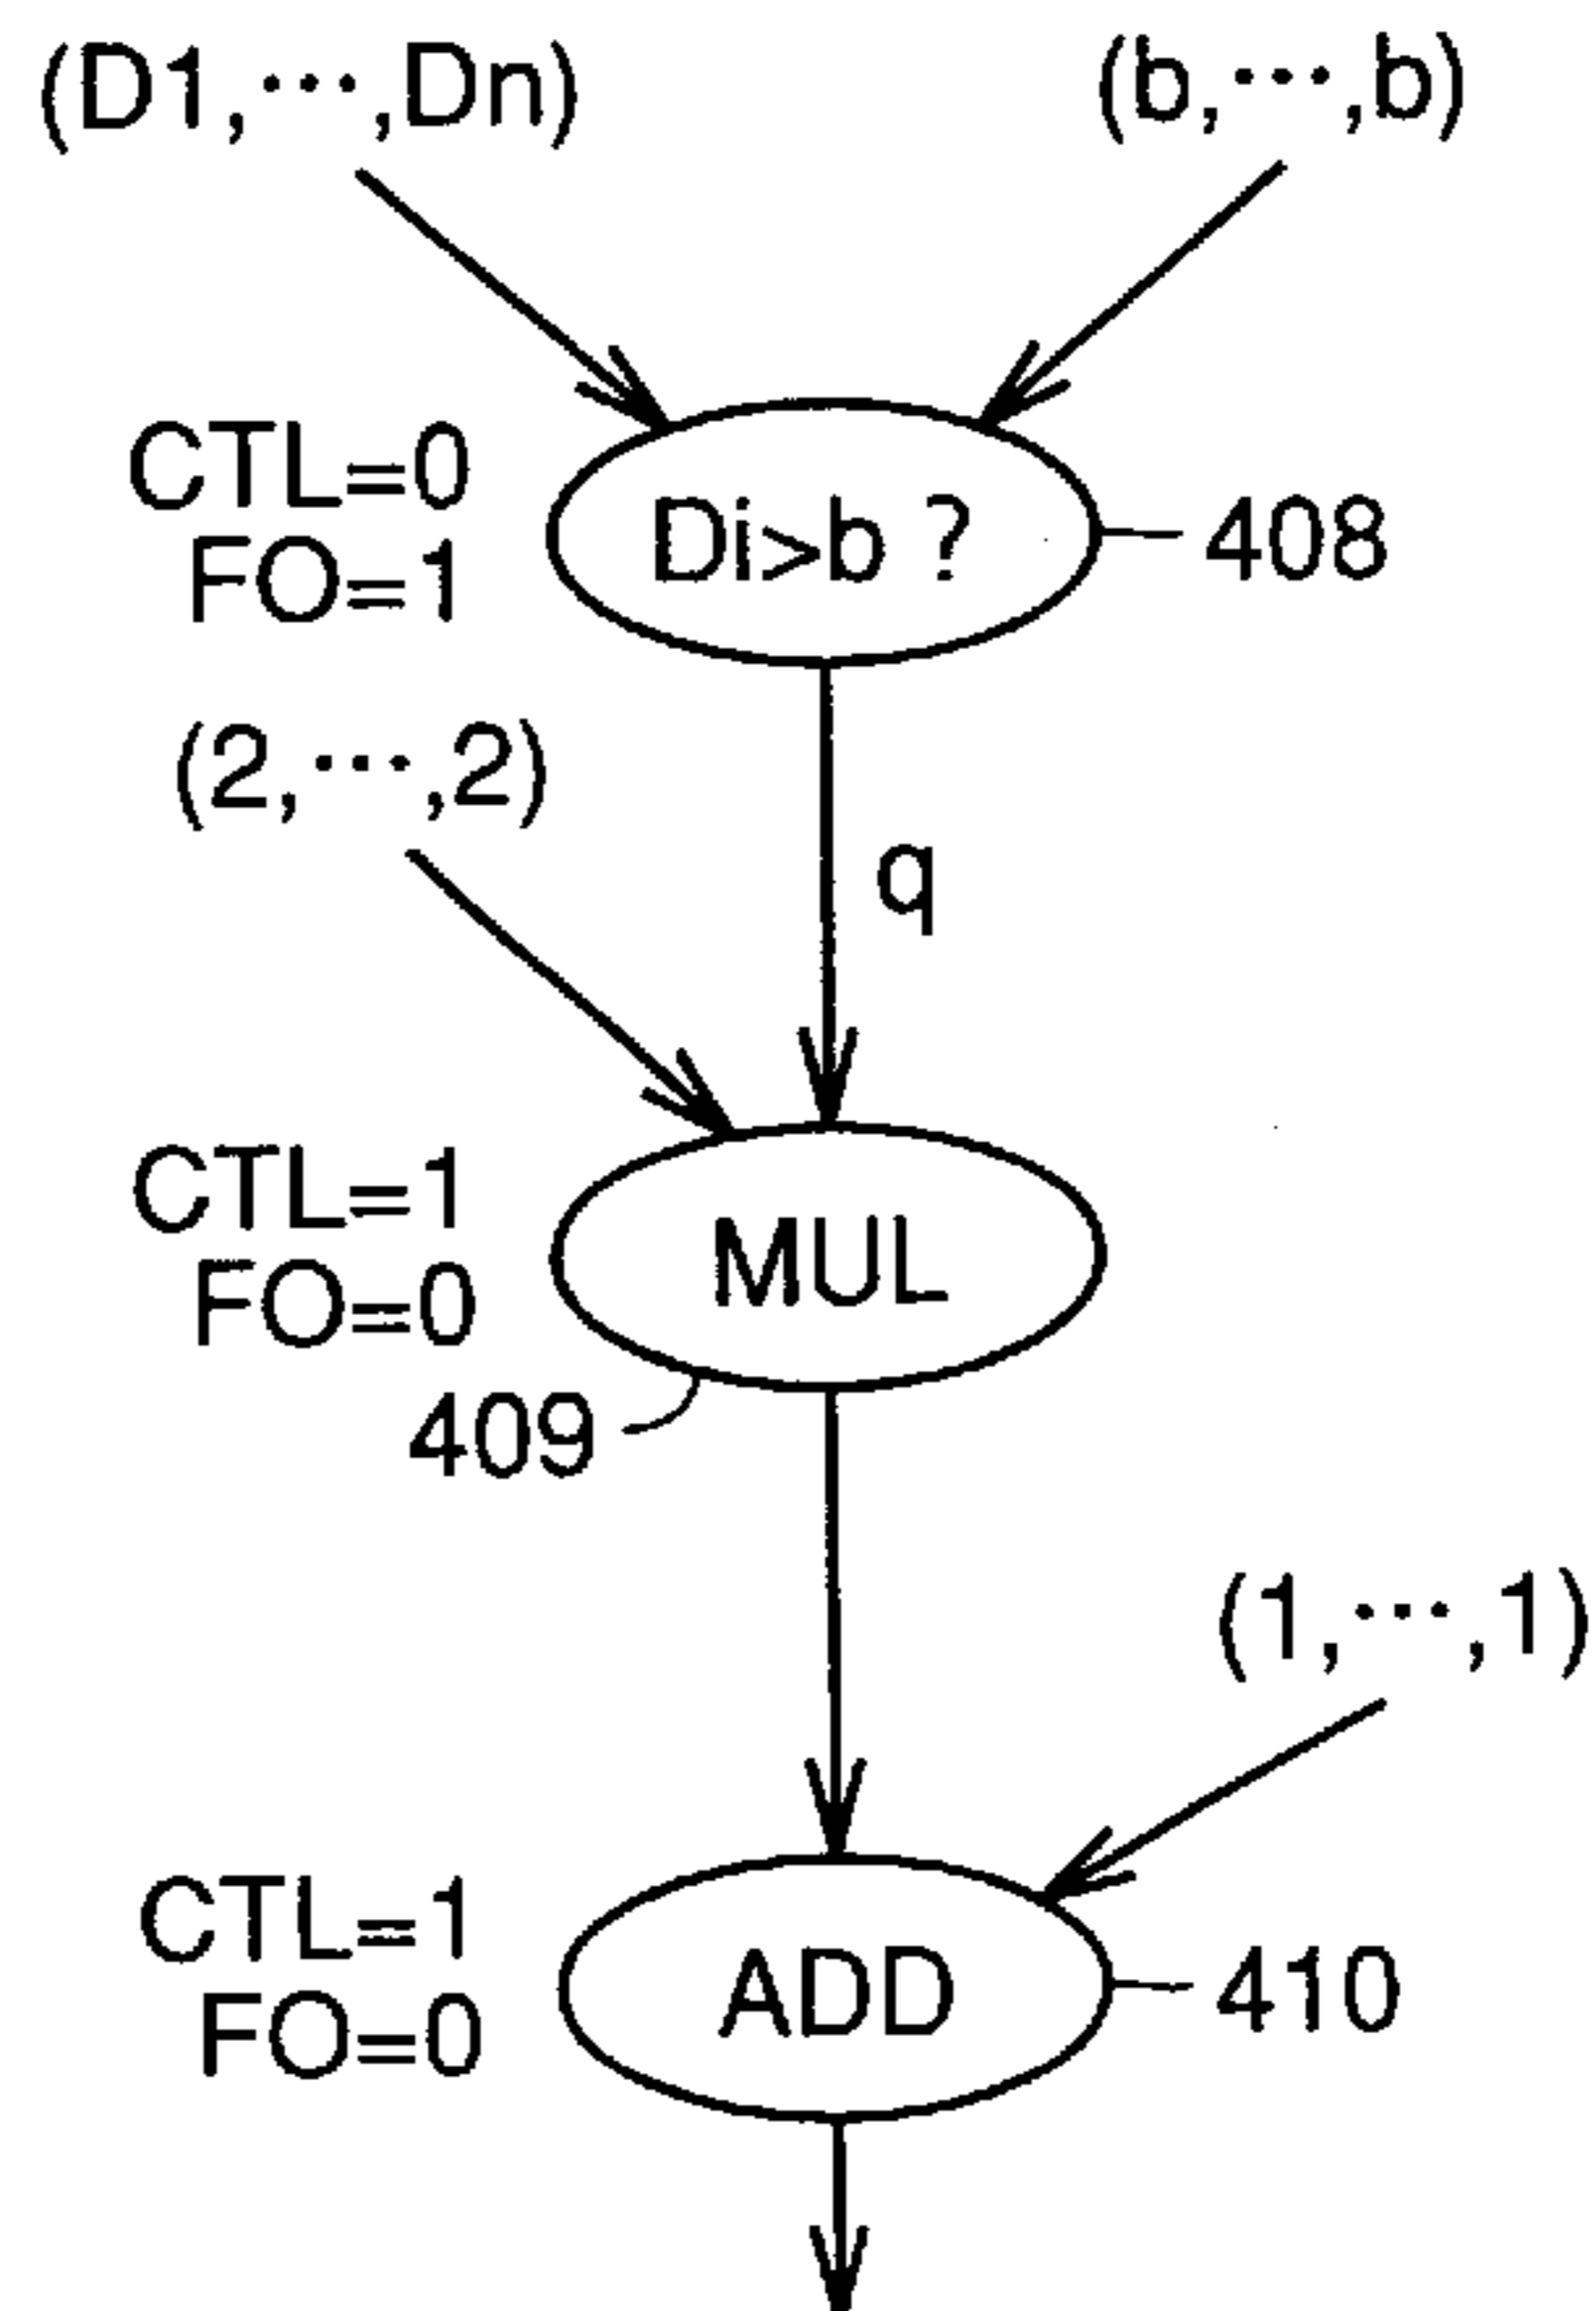 (D1,···,Dn)
(b,···,b)
CTL=0
FO=1
Di>b ?
408
(2,···,2)
q
CTL=1
FO=0
MUL
409
(1,···,1)
CTL=1
FO=0
ADD
410